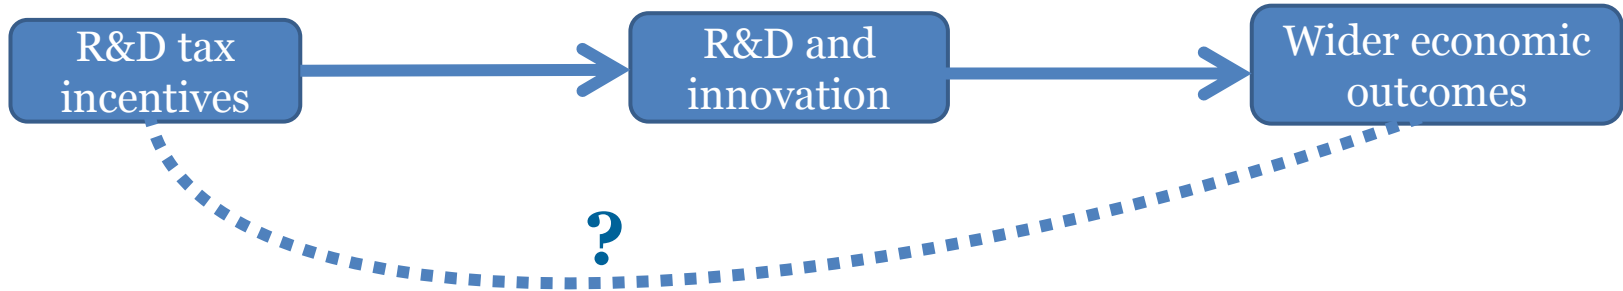 R&D tax
incentives
R&D and
innovation
Wider economic
outcomes
?